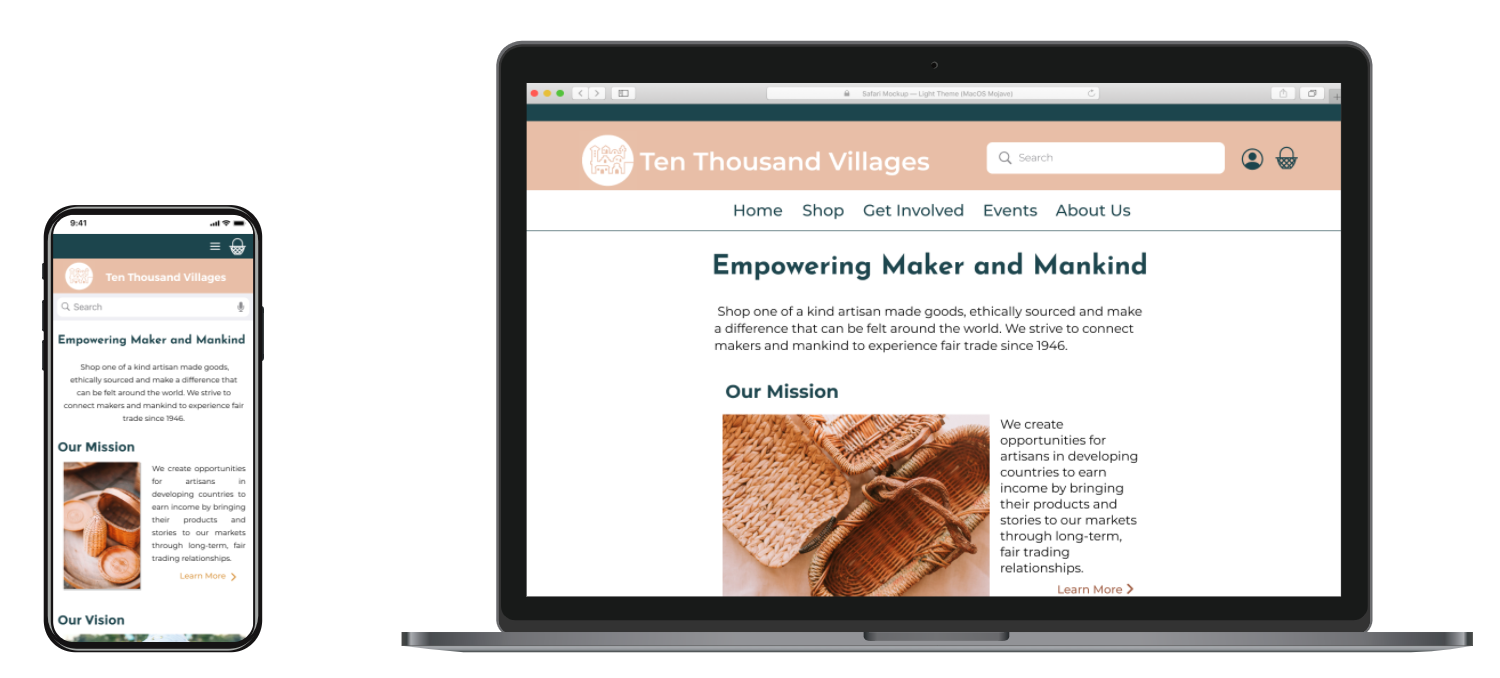 9:41
Ten Thousand Villages
Search
Empowering Maker and Mankind
Shop one of a kind artisan made goods,
ethically sourced and make a difference that
can be felt around the world. We strive to
connect makers and mankind to experience fair
trade since 1946.
Our Mission
We create opportunities
for artisans in
developing countries to
earn income by bringing
their products and
stories to our markets
through long-term, fair
trading relationships.
Learn More
Our Vision
Safari Mockup — Light Theme (MacOS Mojave)
Ten Thousand Villages
Search
Home Shop Get Involved Events About Us
Empowering Maker and Mankind
Shop one of a kind artisan made goods, ethically sourced and make
a difference that can be felt around the world. We strive to connect
makers and mankind to experience fair trade since 1946.
Our Mission
We create
opportunities for
artisans in developing
countries to earn
income by bringing
their products and
stories to our markets
through long-term,
fair trading
relationships.
Learn More